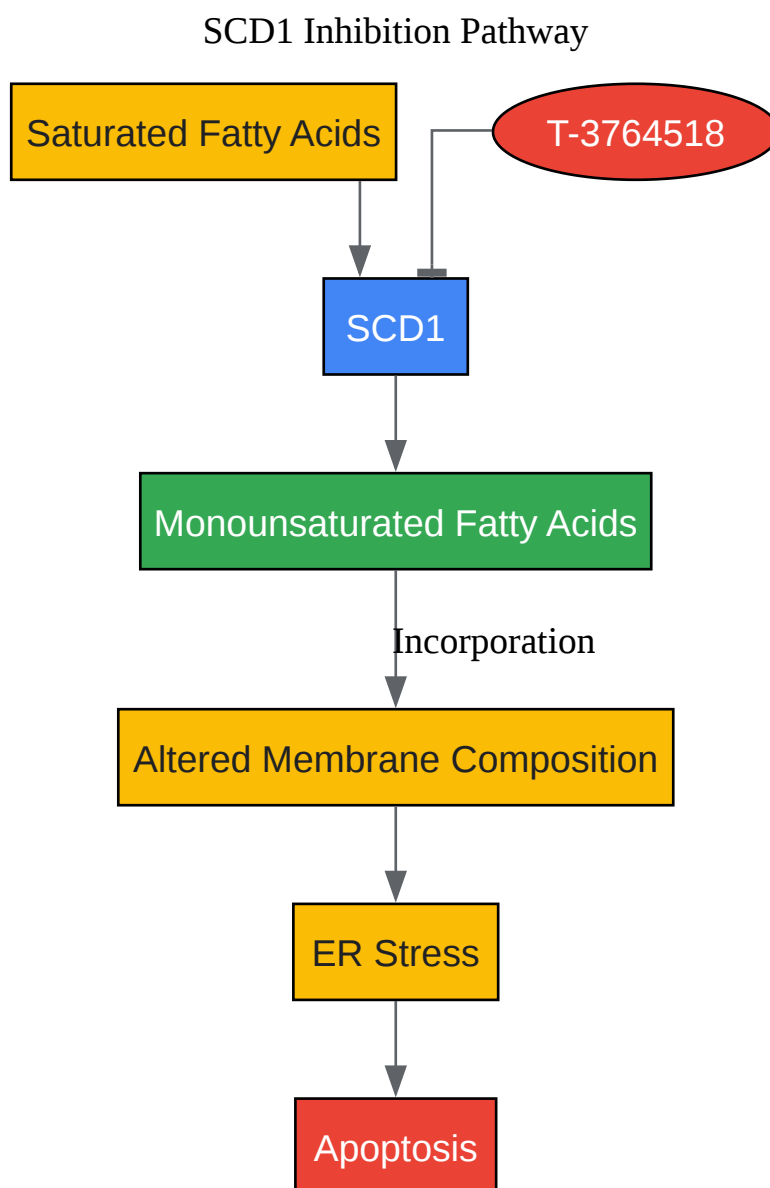 SCD1 Inhibition Pathway
Saturated Fatty Acids
T-3764518
SCD1
Monounsaturated Fatty Acids
Incorporation
Altered Membrane Composition
ER Stress
Apoptosis